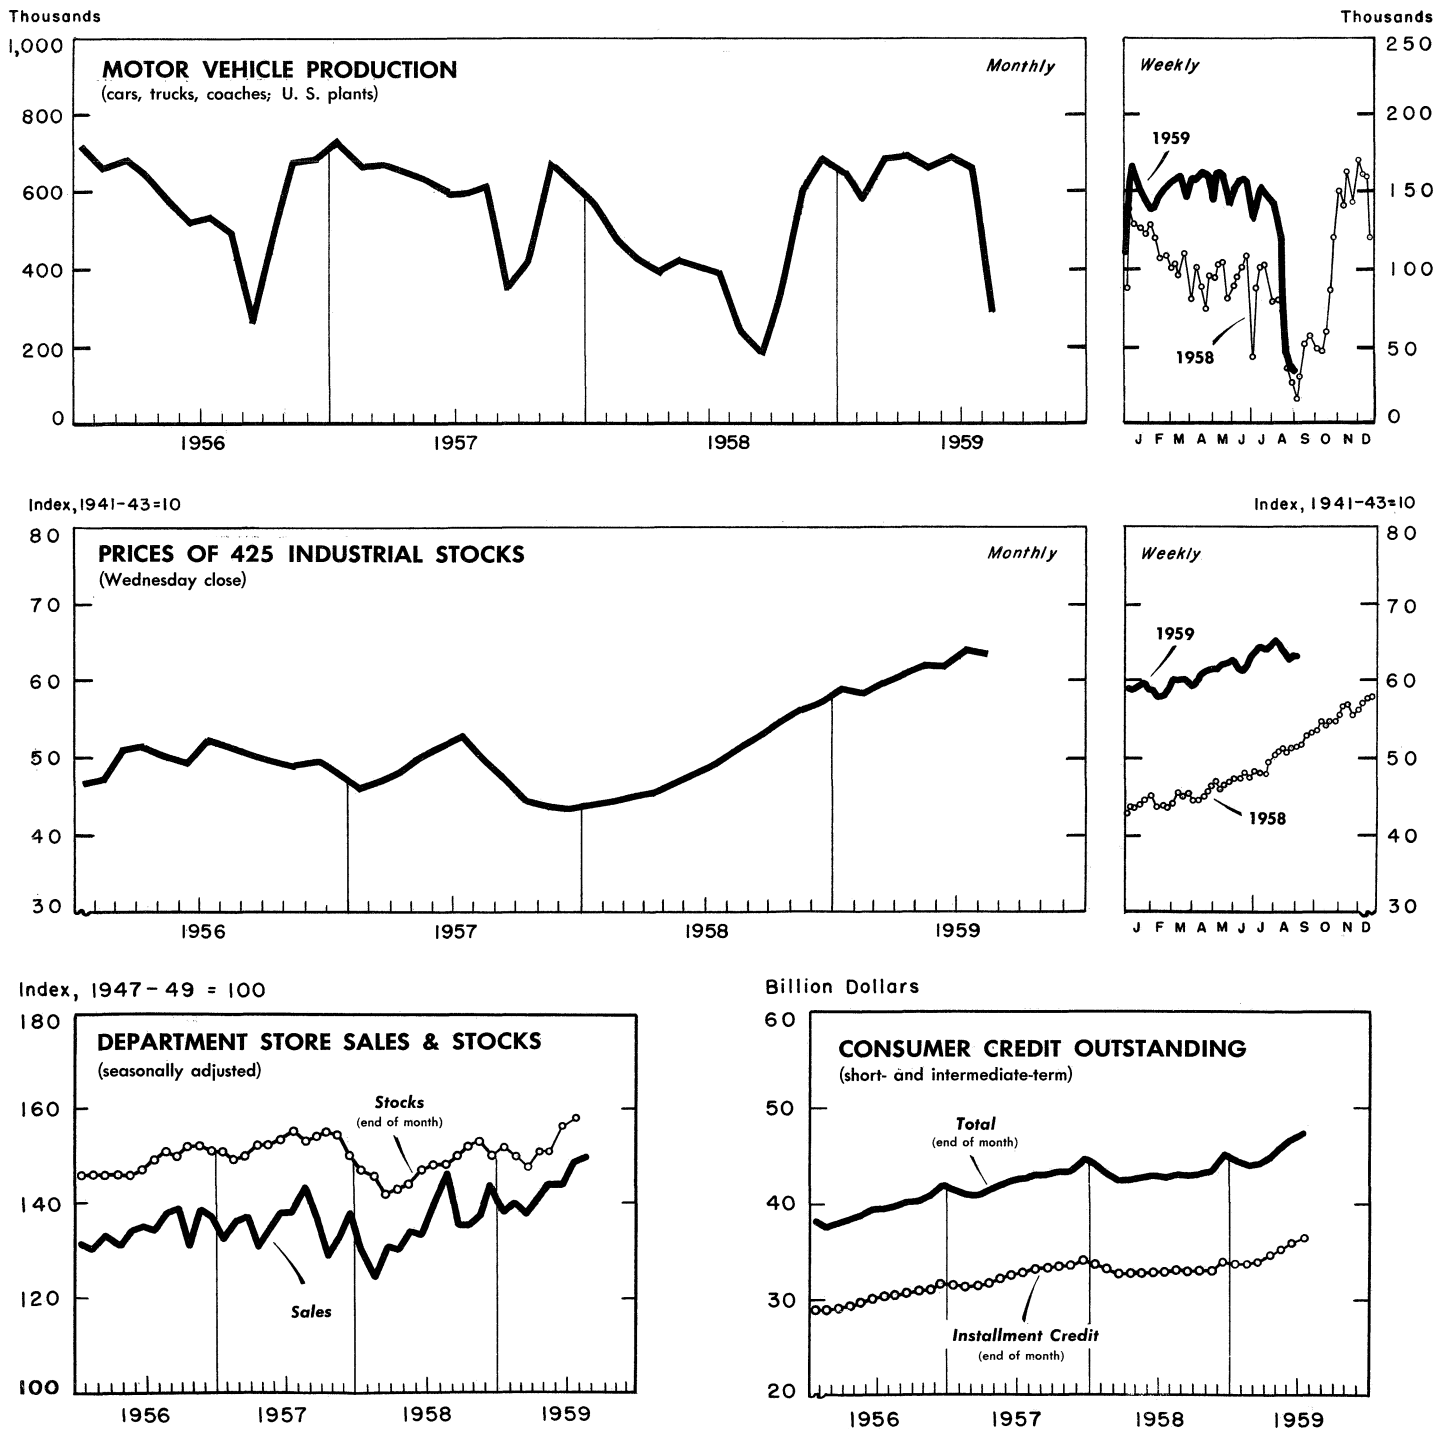 Thousands
Thousands
MOTOR VEHICLE PRODUCTION
(cars, trucks, coaches; U. S. plants)
Monthly
1,000
800
600
400
200
0
1956
1957
1958
1959
Weekly
1959
1958
250
200
150
100
50
0
J F M A M J J A S O N D
Index, 1941-43=10
Index, 1941-43=10
PRICES OF 425 INDUSTRIAL STOCKS
(Wednesday close)
Monthly
80
70
60
50
40
30
1956
1957
1958
1959
Weekly
1959
1958
80
70
60
50
40
30
J F M A M J J A S O N D
Index, 1947-49 = 100
DEPARTMENT STORE SALES & STOCKS
(seasonally adjusted)
Stocks
(end of month)
Sales
180
160
140
120
100
1956
1957
1958
1959
Billion Dollars
CONSUMER CREDIT OUTSTANDING
(short- and intermediate-term)
Total
(end of month)
Installment Credit
(end of month)
60
50
40
30
20
1956
1957
1958
1959